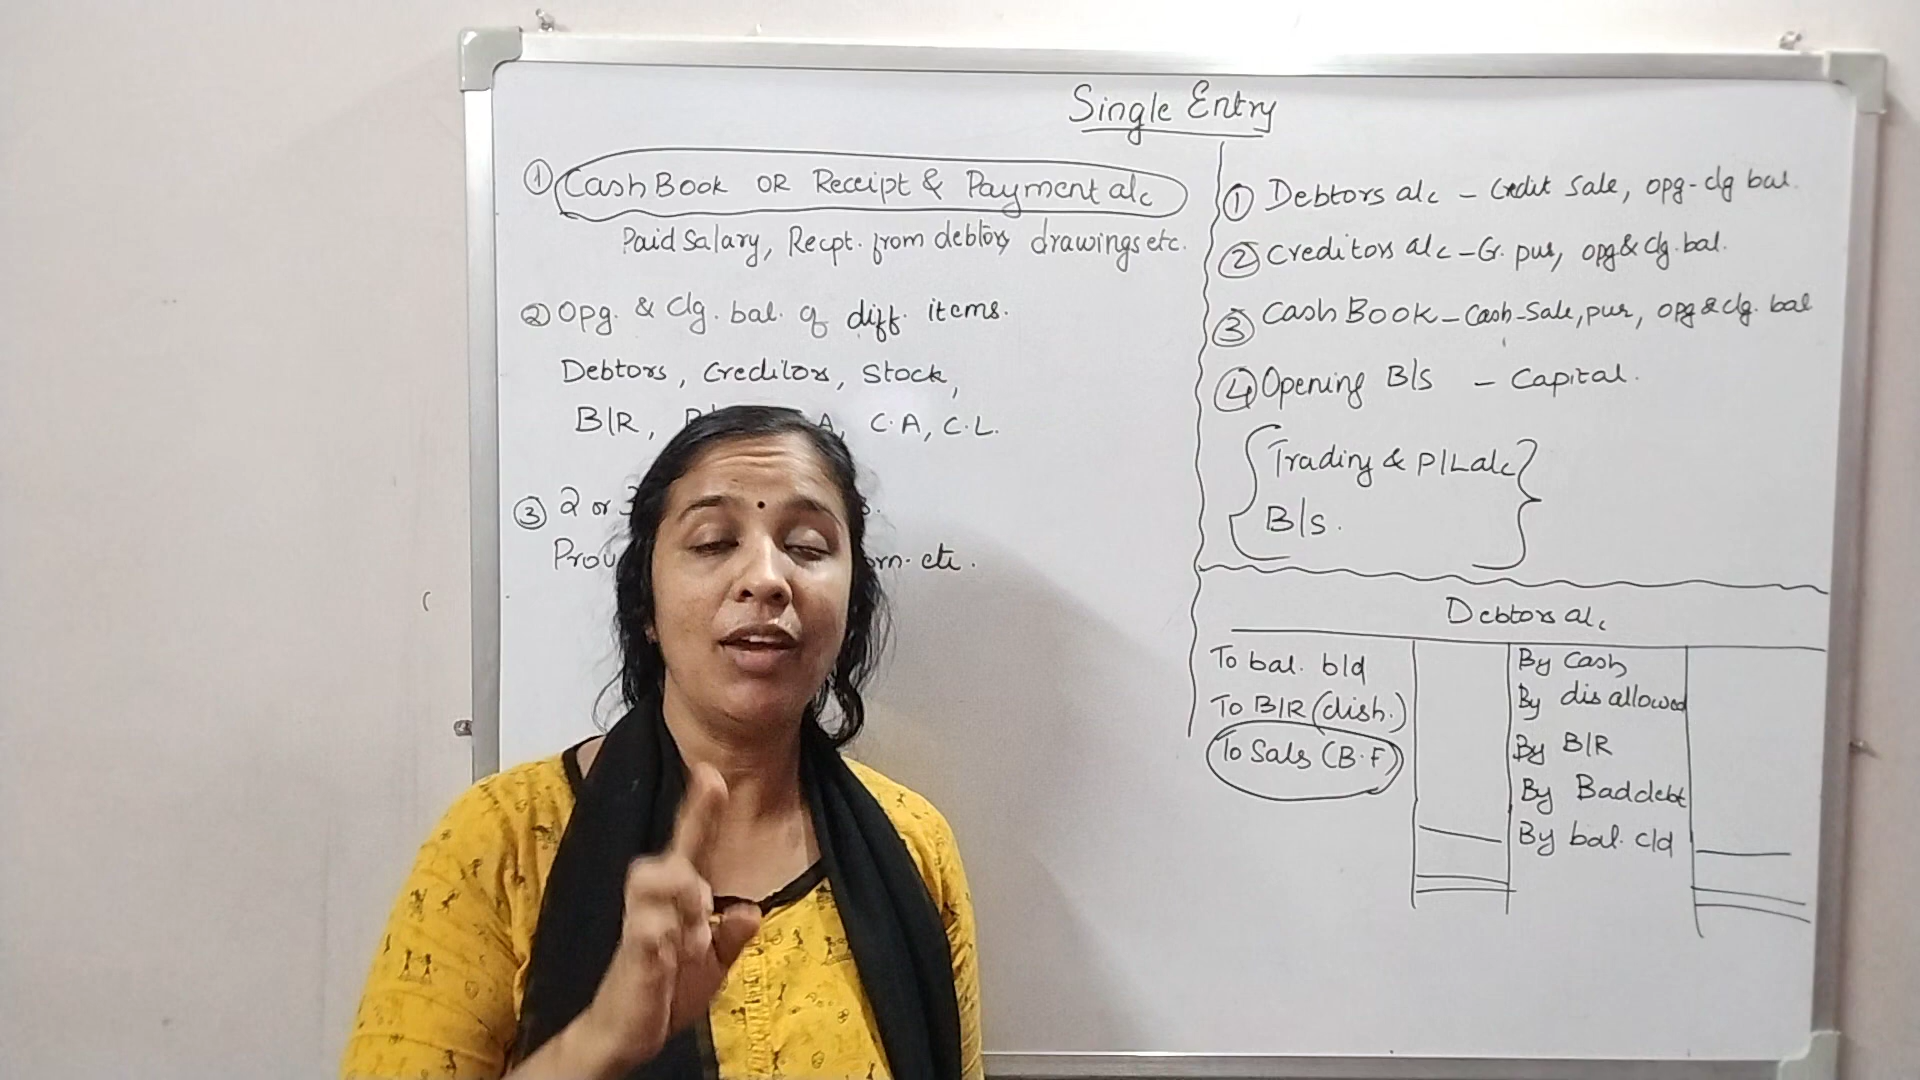 Single Entry
① Cash Book OR Receipt & Payment a/c
Paid Salary, Recpt. from debtors, drawings etc.
② Opg. & Clg. bal. of diff. items.
Debtors, Creditors, Stock,
B/R, A, C.A, C.L.
③ 2 or
etc.
① Debtors a/c - Credit Sale, opg-clg bal.
② Creditors a/c - Cr. pur, opg & clg. bal.
③ Cash Book - Cash-Sale, pur, opg & clg. bal
④ Opening B/S - Capital.
Trading & P/L a/c
B/S.
Debtors a/c
To bal. b/d
To B/R (dish.)
To Sals (B.F)
By Cash
By dis allowed
By B/R
By Bad debt
By bal. c/d